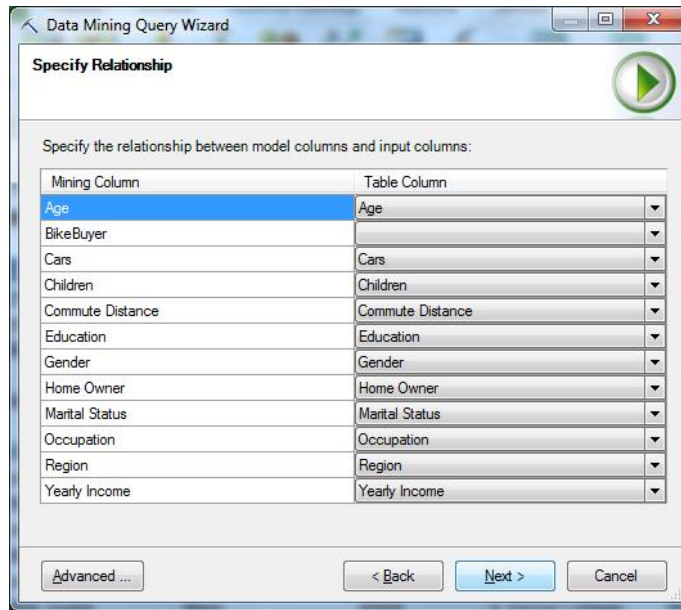 Data Mining Query Wizard
Specify Relationship
Specify the relationship between model columns and input columns:
Mining Column Table Column
Age Age
BikeBuyer
Cars Cars
Children Children
Commute Distance Commute Distance
Education Education
Gender Gender
Home Owner Home Owner
Marital Status Marital Status
Occupation Occupation
Region Region
Yearly Income Yearly Income
Advanced ... < Back Next > Cancel